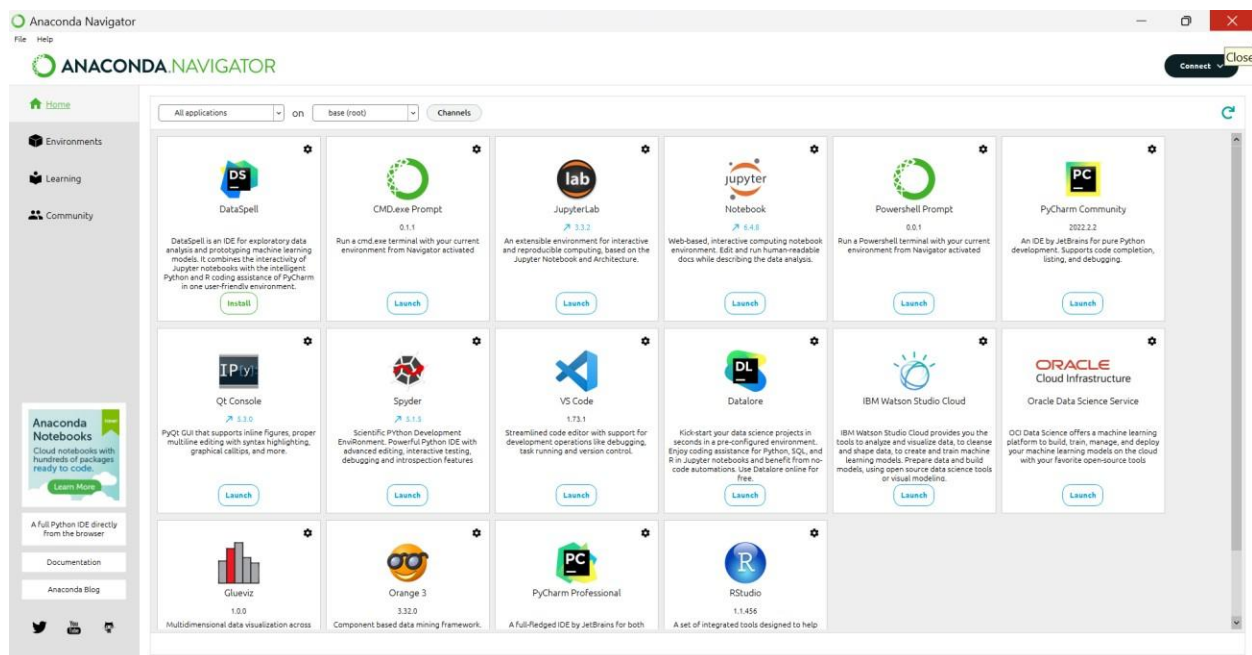 Anaconda Navigator
File Help
ANACONDA.NAVIGATOR
Connect
Close
Home
Environments
Learning
Community
All applications on base (root) Channels
DS
DataSpell
DataSpell is an IDE for exploratory data
analysis and prototyping machine learning
models. It combines the interactivity of
Jupyter notebooks with the intelligent
Python and R coding assistance of PyCharm
in one user-friendly environment.
Install
CMD.exe Prompt
0.1.1
Run a cmd.exe terminal with your current
environment from Navigator activated
Launch
lab
JupyterLab
3.3.2
An extensible environment for interactive
and reproducible computing, based on the
Jupyter Notebook and Architecture.
Launch
jupyter
Notebook
6.4.8
Web-based, interactive computing notebook
environment. Edit and run human-readable
docs while describing the data analysis.
Launch
Powershell Prompt
0.0.1
Run a Powershell terminal with your current
environment from Navigator activated
Launch
PC
PyCharm Community
2022.2.2
An IDE by JetBrains for pure Python
development. Supports code completion,
listing, and debugging.
Launch
IP[y]:
Qt Console
5.3.0
PyQt GUI that supports inline figures, proper
multiline editing with syntax highlighting,
graphical calltips, and more.
Launch
Spyder
5.1.5
Scientific PYthon Development
EnviRonment. Powerful Python IDE with
advanced editing, interactive testing,
debugging and introspection features
Launch
VS Code
1.73.1
Streamlined code editor with support for
development operations like debugging,
task running and version control.
Launch
DL
Datalore
Kick-start your data science projects in
seconds in a pre-configured environment.
Enjoy coding assistance for Python, SQL, and
R in Jupyter notebooks and benefit from no-
code automations. Use Datalore online for
free.
Launch
IBM Watson Studio Cloud
IBM Watson Studio Cloud provides you the
tools to analyze and visualize data, to cleanse
and shape data, to create and train machine
learning models. Prepare data and build
models, using open source data science tools
or visual modeling.
Launch
ORACLE
Cloud Infrastructure
Oracle Data Science Service
OCI Data Science offers a machine learning
platform to build, train, manage, and deploy
your machine learning models on the cloud
with your favorite open-source tools
Launch
Glueviz
1.0.0
Multidimensional data visualization across
Orange 3
3.32.0
Component based data mining framework.
PC
PyCharm Professional
A full-fledged IDE by JetBrains for both
R
RStudio
1.1.456
A set of integrated tools designed to help
Anaconda
Notebooks
Cloud notebooks with
hundreds of packages
ready to code.
Learn More
A full Python IDE directly
from the browser
Documentation
Anaconda Blog
You
Tube